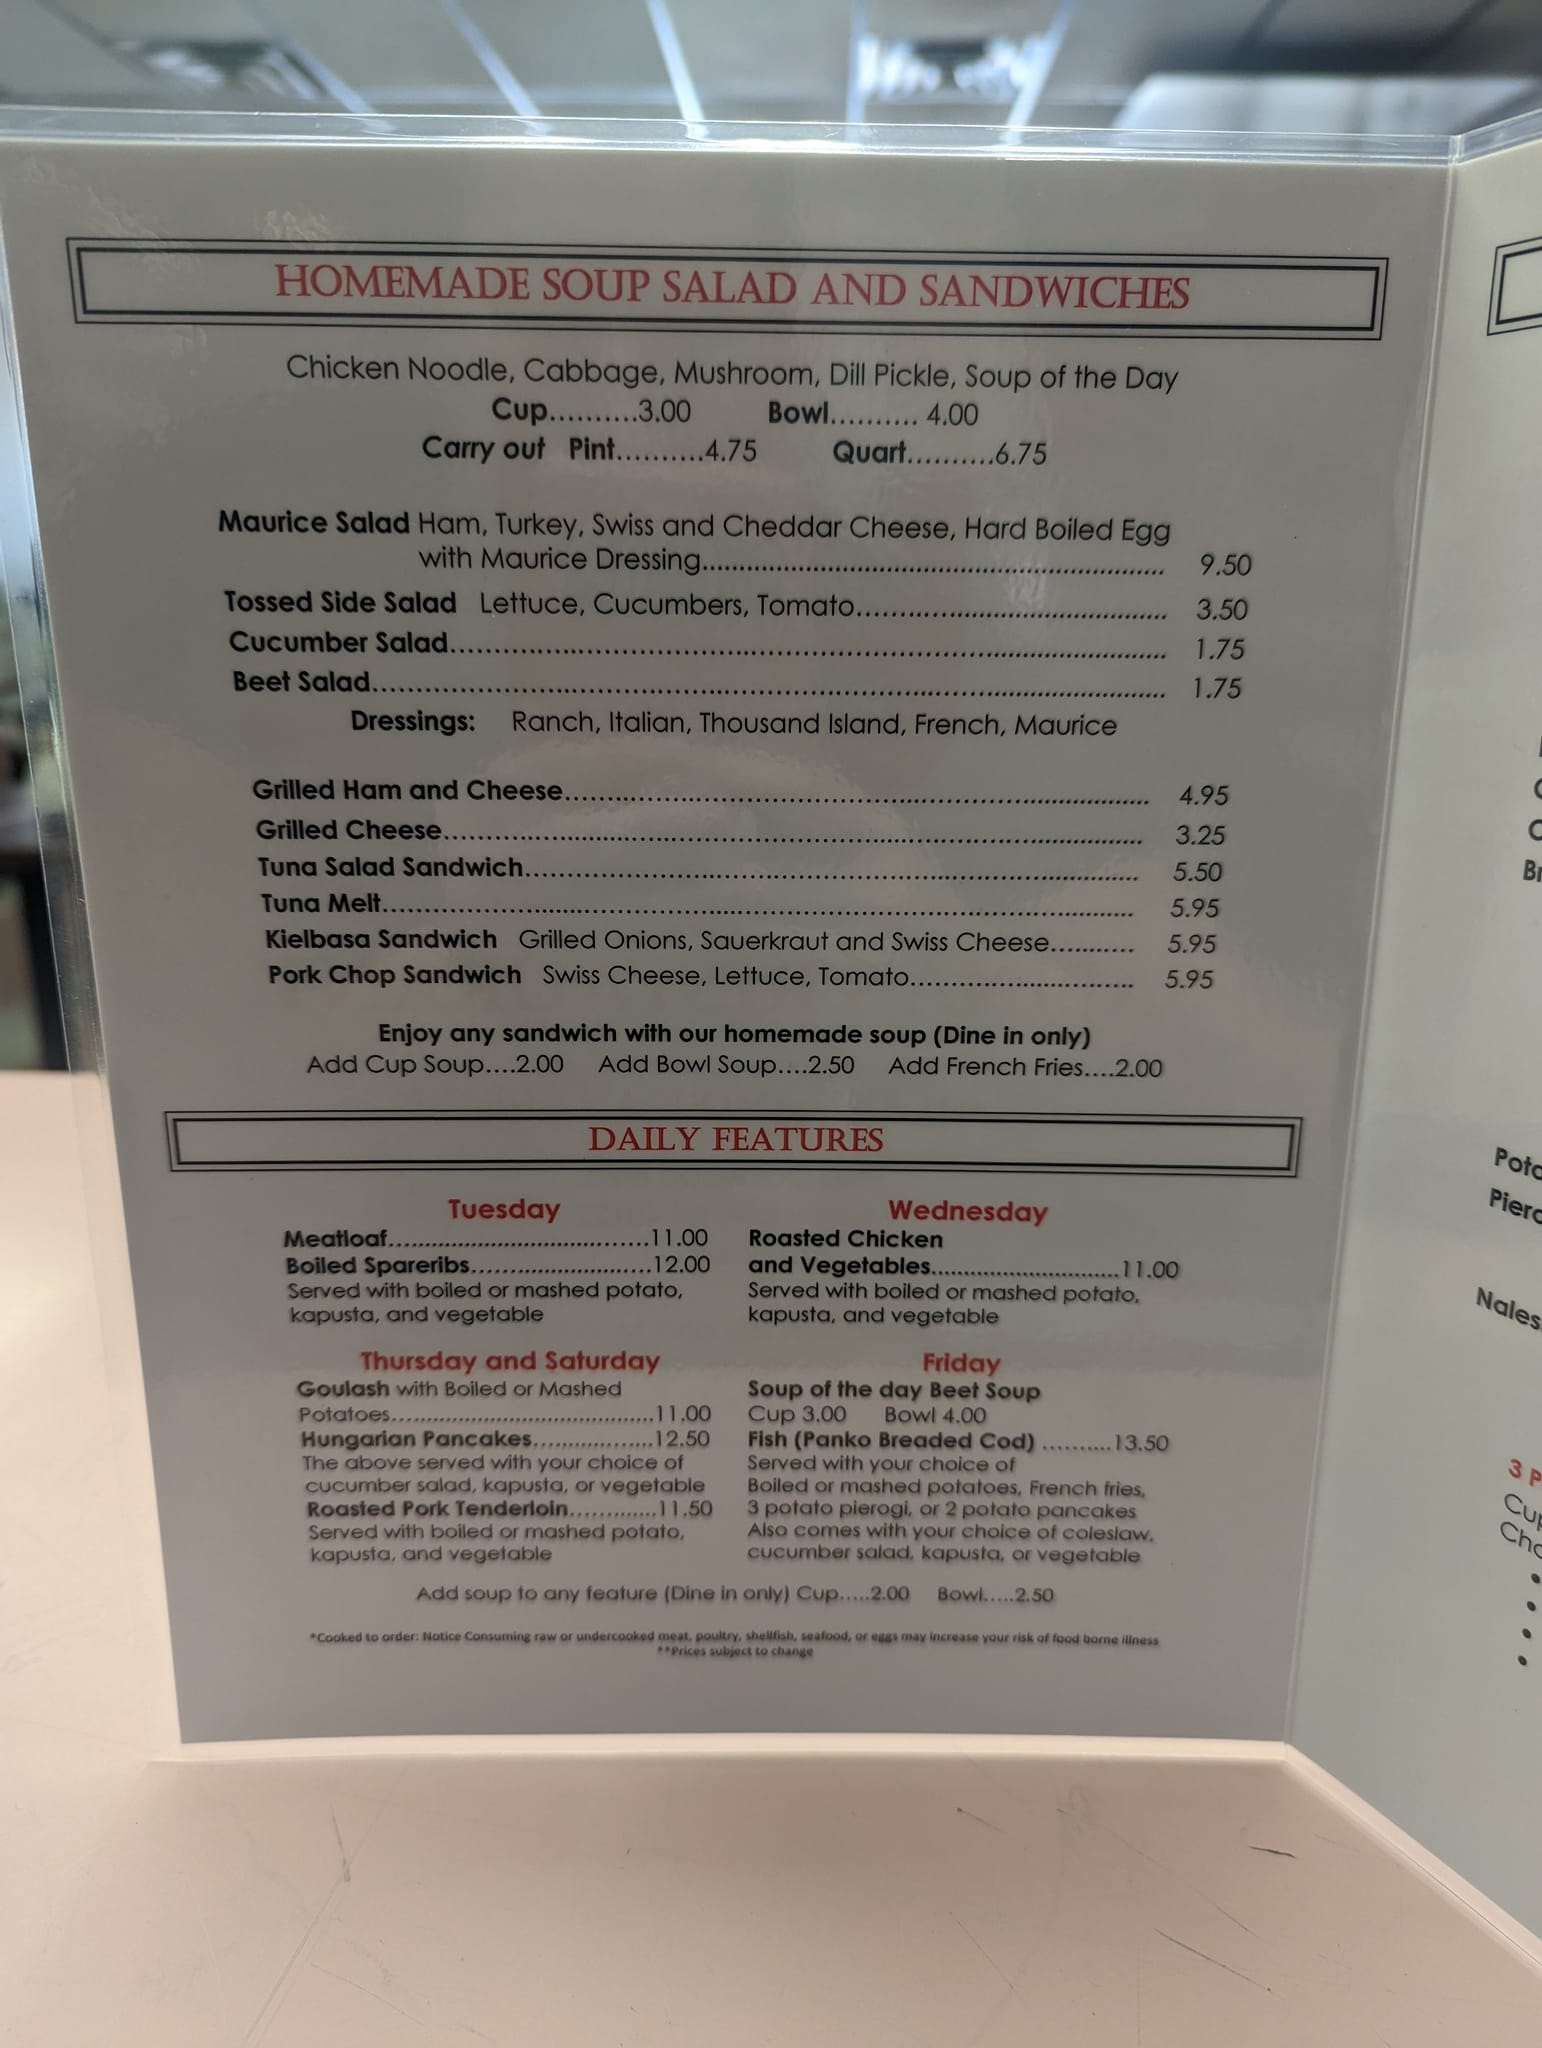 HOMEMADE SOUP SALAD AND SANDWICHES
Chicken Noodle, Cabbage, Mushroom, Dill Pickle, Soup of the Day
Cup..........3.00 Bowl.......... 4.00
Carry out Pint..........4.75 Quart..........6.75
Maurice Salad Ham, Turkey, Swiss and Cheddar Cheese, Hard Boiled Egg
with Maurice Dressing.......... 9.50
Tossed Side Salad Lettuce, Cucumbers, Tomato.......... 3.50
Cucumber Salad.......... 1.75
Beet Salad.......... 1.75
Dressings: Ranch, Italian, Thousand Island, French, Maurice
Grilled Ham and Cheese.......... 4.95
Grilled Cheese.......... 3.25
Tuna Salad Sandwich.......... 5.50
Tuna Melt.......... 5.95
Kielbasa Sandwich Grilled Onions, Sauerkraut and Swiss Cheese.......... 5.95
Pork Chop Sandwich Swiss Cheese, Lettuce, Tomato.......... 5.95
Enjoy any sandwich with our homemade soup (Dine in only)
Add Cup Soup....2.00 Add Bowl Soup....2.50 Add French Fries....2.00
DAILY FEATURES
Tuesday
Meatloaf..........11.00
Boiled Spareribs..........12.00
Served with boiled or mashed potato,
kapusta, and vegetable
Wednesday
Roasted Chicken
and Vegetables..........11.00
Served with boiled or mashed potato,
kapusta, and vegetable
Thursday and Saturday
Goulash with Boiled or Mashed
Potatoes..........11.00
Hungarian Pancakes..........12.50
The above served with your choice of
cucumber salad, kapusta, or vegetable
Roasted Pork Tenderloin..........11.50
Served with boiled or mashed potato,
kapusta, and vegetable
Friday
Soup of the day Beet Soup
Cup 3.00 Bowl 4.00
Fish (Panko Breaded Cod) ..........13.50
Served with your choice of
Boiled or mashed potatoes, French fries,
3 potato pierogi, or 2 potato pancakes
Also comes with your choice of coleslaw,
cucumber salad, kapusta, or vegetable
Add soup to any feature (Dine in only) Cup.....2.00 Bowl.....2.50
*Cooked to order: Notice Consuming raw or undercooked meat, poultry, shellfish, seafood, or eggs may increase your risk of food borne illness
**Prices subject to change